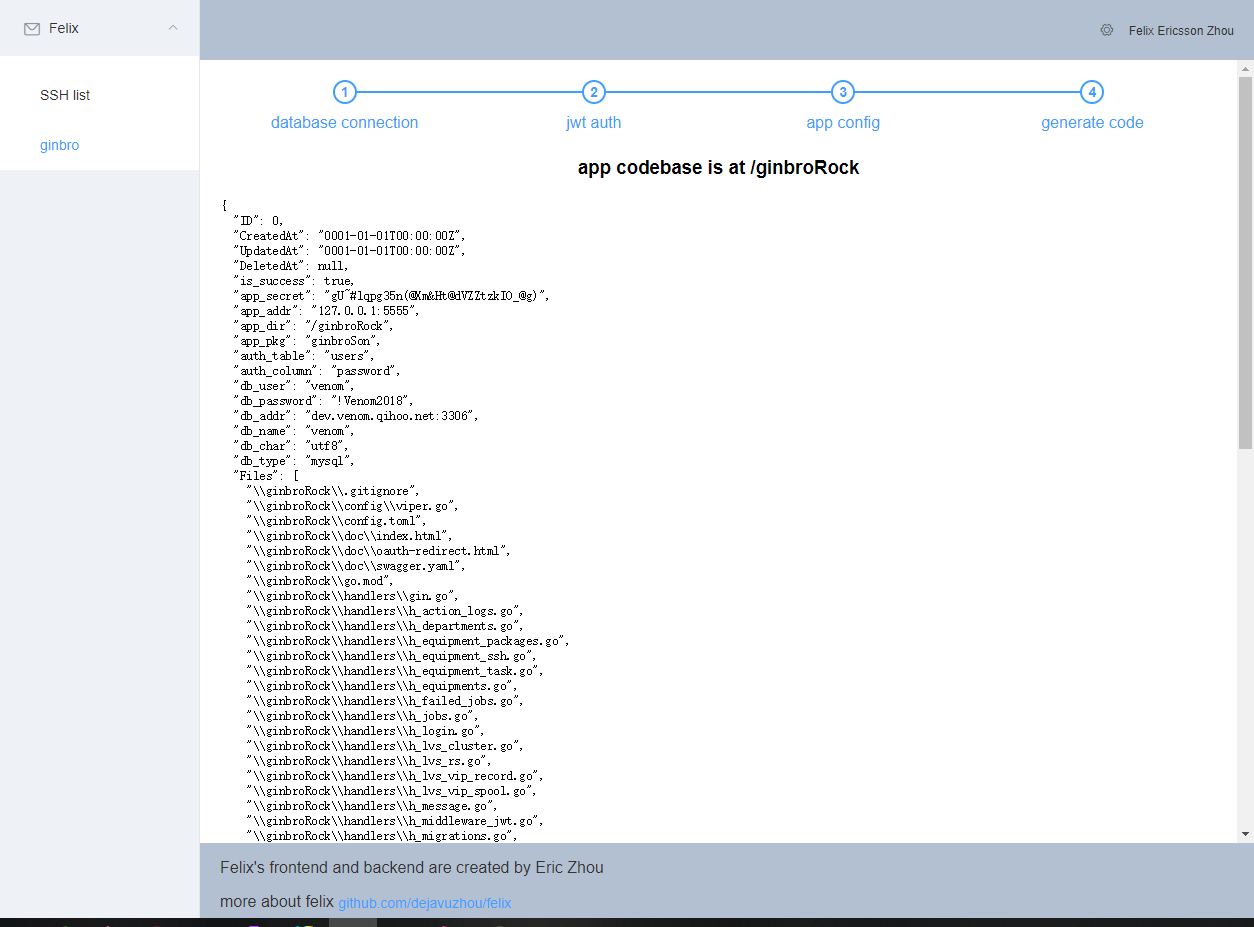 Felix
Felix Ericsson Zhou
SSH list
ginbro
1
2
3
4
database connection
jwt auth
app config
generate code
app codebase is at /ginbroRock
{
"ID": 0,
"CreatedAt": "0001-01-01T00:00:00Z",
"UpdatedAt": "0001-01-01T00:00:00Z",
"DeletedAt": null,
"is_success": true,
"app_secret": "gU~#lqpg35n(@Xm&Ht@dVZZtzkIO_@g)",
"app_addr": "127.0.0.1:5555",
"app_dir": "/ginbroRock",
"app_pkg": "ginbroSon",
"auth_table": "users",
"auth_column": "password",
"db_user": "venom",
"db_password": "!Venom2018",
"db_addr": "dev.venom.qihoo.net:3306",
"db_name": "venom",
"db_char": "utf8",
"db_type": "mysql",
"Files": [
"\\ginbroRock\\.gitignore",
"\\ginbroRock\\config\\viper.go",
"\\ginbroRock\\config.toml",
"\\ginbroRock\\doc\\index.html",
"\\ginbroRock\\doc\\oauth-redirect.html",
"\\ginbroRock\\doc\\swagger.yaml",
"\\ginbroRock\\go.mod",
"\\ginbroRock\\handlers\\gin.go",
"\\ginbroRock\\handlers\\h_action_logs.go",
"\\ginbroRock\\handlers\\h_departments.go",
"\\ginbroRock\\handlers\\h_equipment_packages.go",
"\\ginbroRock\\handlers\\h_equipment_ssh.go",
"\\ginbroRock\\handlers\\h_equipment_task.go",
"\\ginbroRock\\handlers\\h_equipments.go",
"\\ginbroRock\\handlers\\h_failed_jobs.go",
"\\ginbroRock\\handlers\\h_jobs.go",
"\\ginbroRock\\handlers\\h_login.go",
"\\ginbroRock\\handlers\\h_lvs_cluster.go",
"\\ginbroRock\\handlers\\h_lvs_rs.go",
"\\ginbroRock\\handlers\\h_lvs_vip_record.go",
"\\ginbroRock\\handlers\\h_lvs_vip_spool.go",
"\\ginbroRock\\handlers\\h_message.go",
"\\ginbroRock\\handlers\\h_middleware_jwt.go",
"\\ginbroRock\\handlers\\h_migrations.go",
Felix's frontend and backend are created by Eric Zhou
more about felix github.com/dejavuzhou/felix